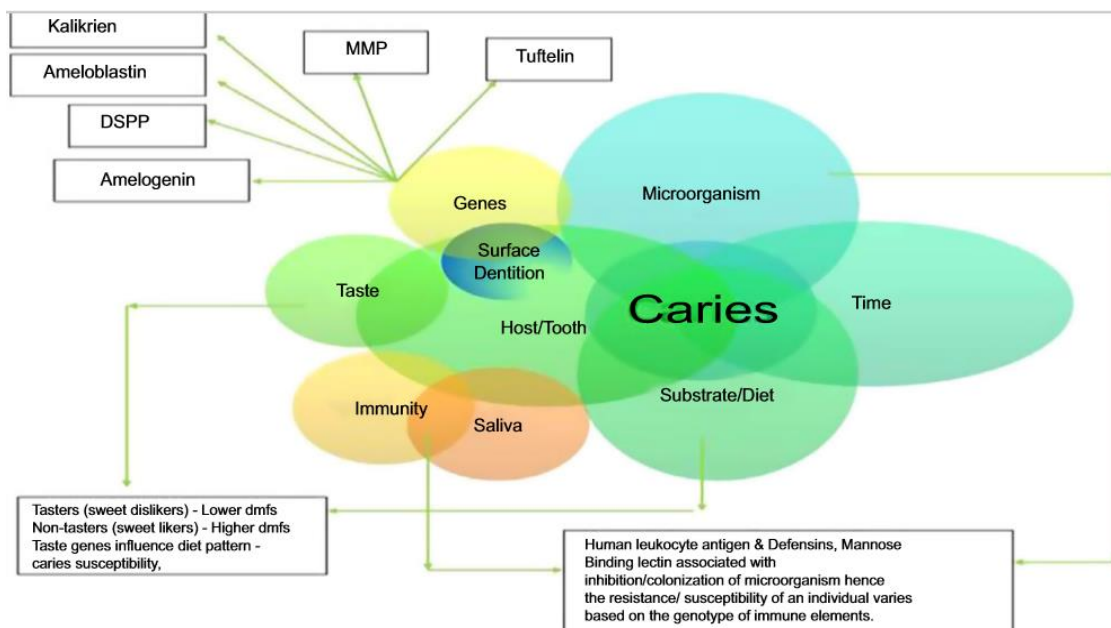 Kalikrien
MMP
Tuftelin
Ameloblastin
DSPP
Amelogenin
Genes
Microorganism
Surface
Dentition
Taste
Caries
Time
Host/Tooth
Immunity
Saliva
Substrate/Diet
Tasters (sweet dislikers) - Lower dmfs
Non-tasters (sweet likers) - Higher dmfs
Taste genes influence diet pattern -
caries susceptibility,
Human leukocyte antigen & Defensins, Mannose
Binding lectin associated with
inhibition/colonization of microorganism hence
the resistance/ susceptibility of an individual varies
based on the genotype of immune elements.